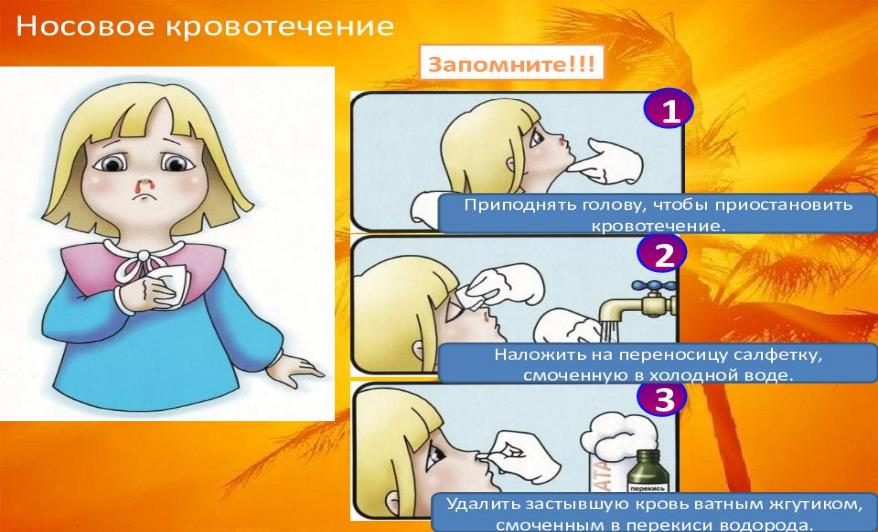 Носовое кровотечение
Запомните!!!
1
Приподнять голову, чтобы приостановить
кровотечение.
2
Наложить на переносицу салфетку,
смоченную в холодной воде.
3
АТА
перекись
Удалить застывшую кровь ватным жгутиком,
смоченным в перекиси водорода.